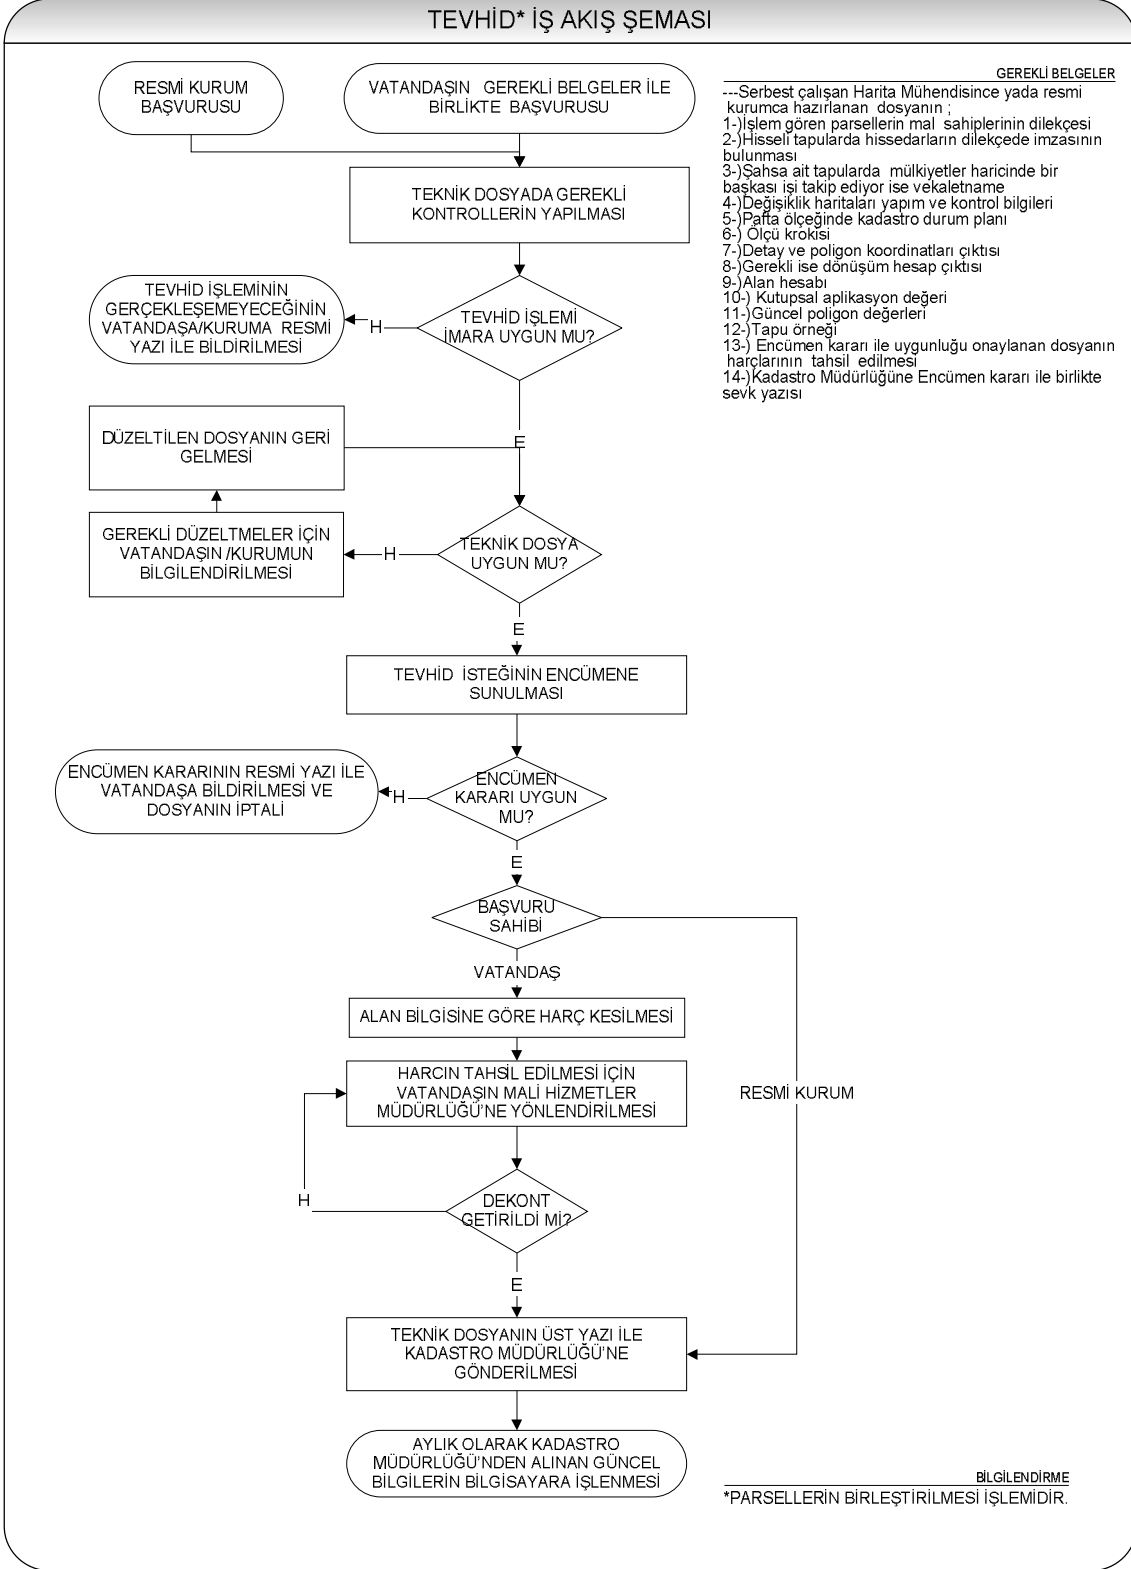 TEVHİD* İŞ AKIŞ ŞEMASI
RESMİ KURUM
BAŞVURUSU
VATANDAŞIN GEREKLİ BELGELER İLE
BİRLİKTE BAŞVURUSU
GEREKLİ BELGELER
---Serbest çalışan Harita Mühendisince yada resmi
kurumca hazırlanan dosyanın ;
1-)İşlem gören parsellerin mal sahiplerinin dilekçesi
2-)Hisseli tapularda hissedarların dilekçede imzasının
bulunması
3-)Şahsa ait tapularda mülkiyetler haricinde bir
başkası işi takip ediyor ise vekaletname
4-)Değişiklik haritaları yapım ve kontrol bilgileri
5-)Pafta ölçeğinde kadastro durum planı
6-) Ölçü krokisi
7-)Detay ve poligon koordinatları çıktısı
8-)Gerekli ise dönüşüm hesap çıktısı
9-)Alan hesabı
10-) Kutupsal aplikasyon değeri
11-)Güncel poligon değerleri
12-)Tapu örneği
13-) Encümen kararı ile uygunluğu onaylanan dosyanın
harçlarının tahsil edilmesi
14-)Kadastro Müdürlüğüne Encümen kararı ile birlikte
sevk yazısı
TEKNİK DOSYADA GEREKLİ
KONTROLLERİN YAPILMASI
TEVHİD İŞLEMİNİN
GERÇEKLEŞEMEYECEĞİNİN
VATANDAŞA/KURUMA RESMİ
YAZI İLE BİLDİRİLMESİ
H
TEVHİD İŞLEMİ
İMARA UYGUN MU?
E
DÜZELTİLEN DOSYANIN GERİ
GELMESİ
GEREKLİ DÜZELTMELER İÇİN
VATANDAŞIN /KURUMUN
BİLGİLENDİRİLMESİ
H
TEKNİK DOSYA
UYGUN MU?
E
TEVHİD İSTEĞİNİN ENCÜMENE
SUNULMASI
ENCÜMEN KARARININ RESMİ YAZI İLE
VATANDAŞA BİLDİRİLMESİ VE
DOSYANIN İPTALİ
H
ENCÜMEN
KARARI UYGUN
MU?
E
BAŞVURU
SAHİBİ
VATANDAŞ
ALAN BİLGİSİNE GÖRE HARÇ KESİLMESİ
HARCIN TAHSİL EDİLMESİ İÇİN
VATANDAŞIN MALİ HİZMETLER
MÜDÜRLÜĞÜ'NE YÖNLENDİRİLMESİ
RESMİ KURUM
H
DEKONT
GETİRİLDİ Mİ?
E
TEKNİK DOSYANIN ÜST YAZI İLE
KADASTRO MÜDÜRLÜĞÜ'NE
GÖNDERİLMESİ
AYLIK OLARAK KADASTRO
MÜDÜRLÜĞÜ'NDEN ALINAN GÜNCEL
BİLGİLERİN BİLGİSAYARA İŞLENMESİ
BİLGİLENDİRME
*PARSELLERİN BİRLEŞTİRİLMESİ İŞLEMİDİR.